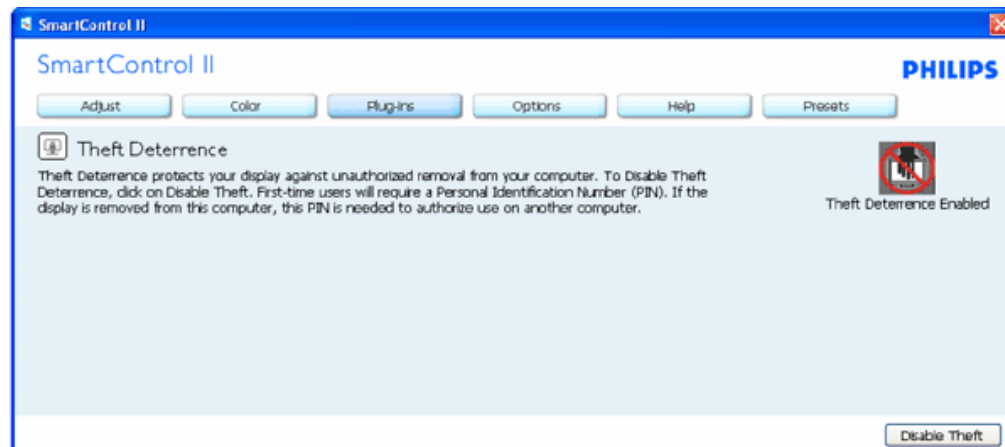 SmartControl II
SmartControl II
PHILIPS
Adjust
Color
Plug-Ins
Options
Help
Presets
Theft Deterrence
Theft Deterrence protects your display against unauthorized removal from your computer. To Disable Theft
Deterrence, click on Disable Theft. First-time users will require a Personal Identification Number (PIN). If the
display is removed from this computer, this PIN is needed to authorize use on another computer.
Theft Deterrence Enabled
Disable Theft